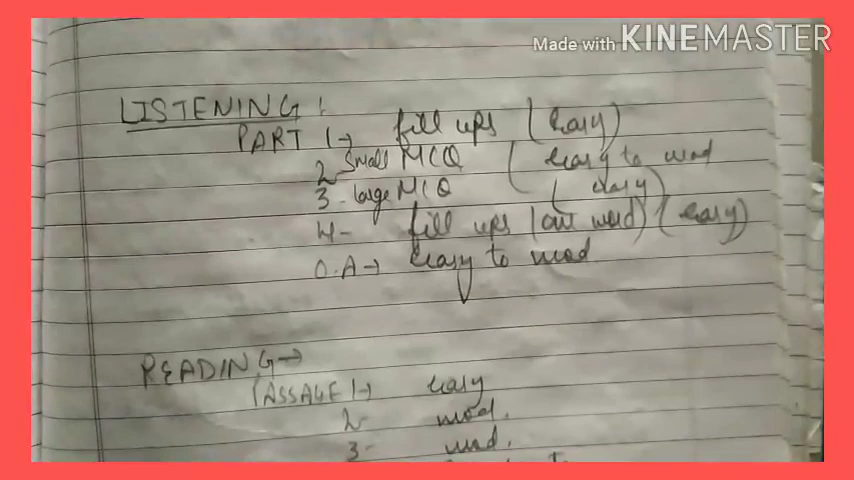 Made with KINEMASTER
LISTENING:
PART 1→ fill ups (easy)
2- Small MCQ (easy to mod
3- large MCQ (easy)
4- fill ups (one word) (easy)
O.A→ easy to mod
READING→
PASSAGE 1→ easy
2- mod.
3- mod.